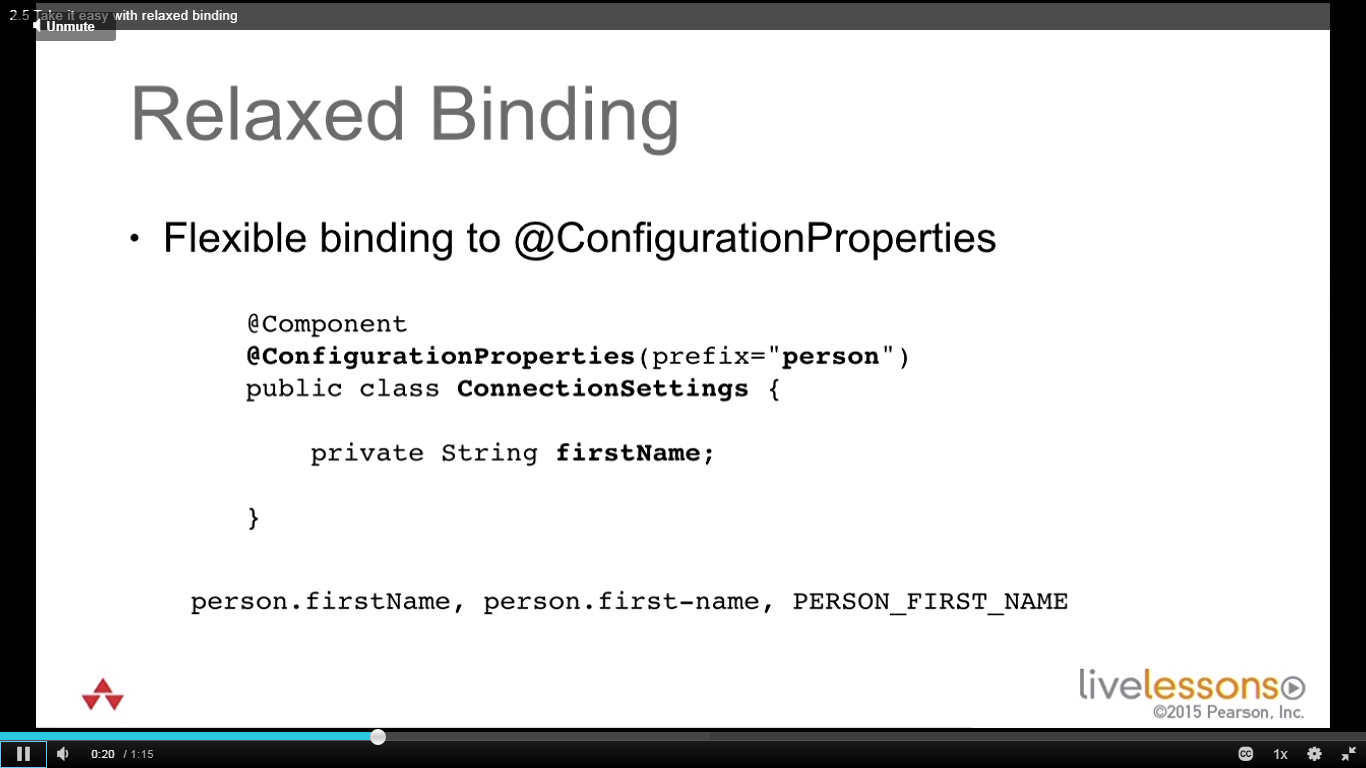 2.5 Take it easy with relaxed binding
Unmute
Relaxed Binding
• Flexible binding to @ConfigurationProperties
@Component
@ConfigurationProperties(prefix="person")
public class ConnectionSettings {
private String firstName;
}
person.firstName, person.first-name, PERSON_FIRST_NAME
livelessons
©2015 Pearson, Inc.
0:20 / 1:15
CC
1x